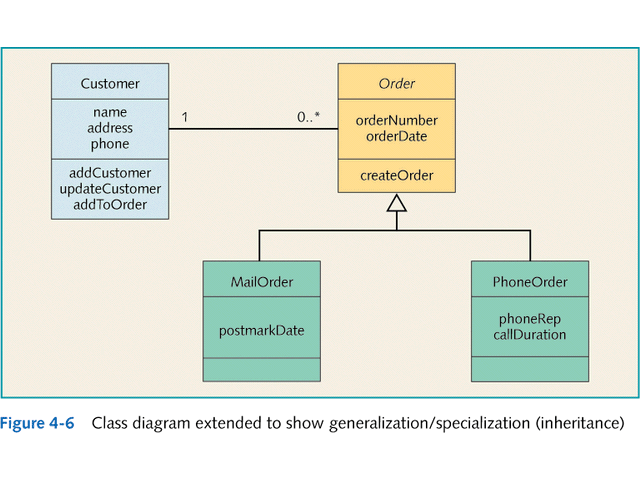 Customer
name
address
phone
addCustomer
updateCustomer
addToOrder
1
0..*
Order
orderNumber
orderDate
createOrder
MailOrder
postmarkDate
PhoneOrder
phoneRep
callDuration
Figure 4-6 Class diagram extended to show generalization/specialization (inheritance)